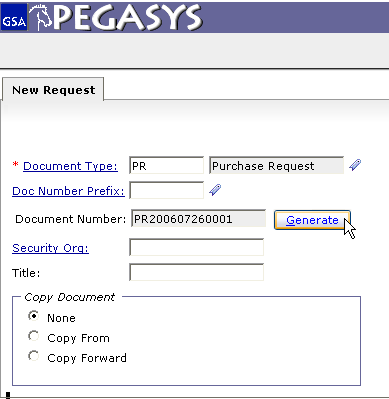 GSA PEGASYS
New Request
* Document Type: PR Purchase Request
Doc Number Prefix:
Document Number: PR200607260001 Generate
Security Org:
Title:
Copy Document
None
Copy From
Copy Forward